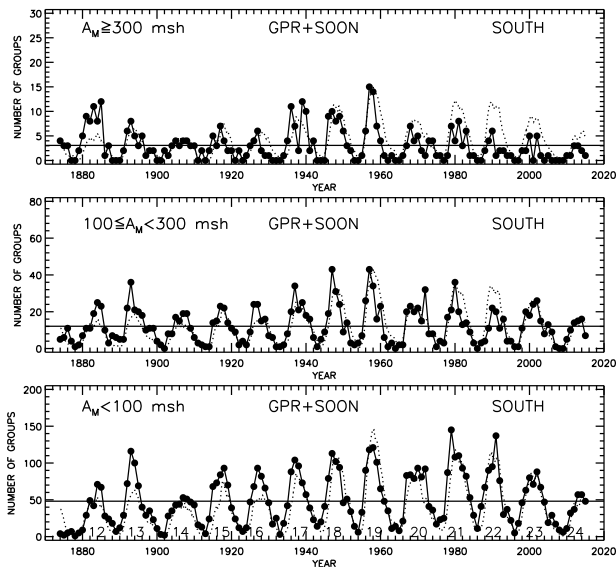 A_M≧300 msh GPR+SOON SOUTH
NUMBER OF GROUPS
30
25
20
15
10
5
0
1880 1900 1920 1940 1960 1980 2000 2020
YEAR
100≦A_M<300 msh GPR+SOON SOUTH
NUMBER OF GROUPS
80
60
40
20
0
1880 1900 1920 1940 1960 1980 2000 2020
YEAR
A_M<100 msh GPR+SOON SOUTH
NUMBER OF GROUPS
200
150
100
50
0
12 13 14 15 16 17 18 19 20 21 22 23 24
1880 1900 1920 1940 1960 1980 2000 2020
YEAR